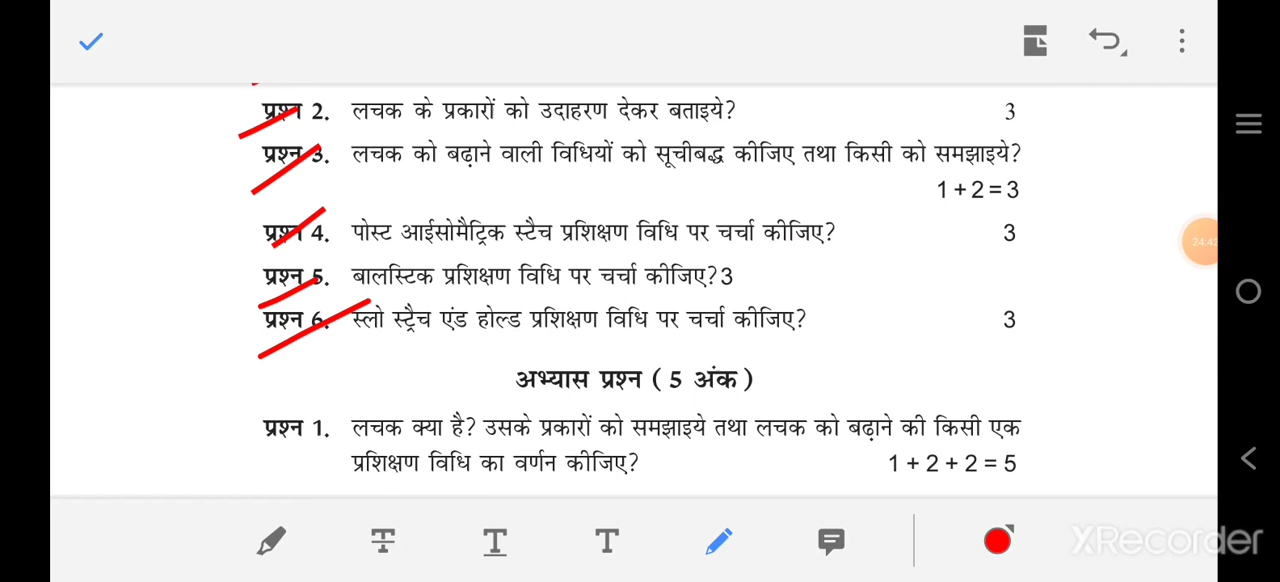 प्रश्न 2. लचक के प्रकारों को उदाहरण देकर बताइये? 3
प्रश्न 3. लचक को बढ़ाने वाली विधियों को सूचीबद्ध कीजिए तथा किसी को समझाइये?
1 + 2 = 3
प्रश्न 4. पोस्ट आईसोमैट्रिक स्टैच प्रशिक्षण विधि पर चर्चा कीजिए? 3
प्रश्न 5. बालस्टिक प्रशिक्षण विधि पर चर्चा कीजिए? 3
प्रश्न 6. स्लो स्ट्रैच एंड होल्ड प्रशिक्षण विधि पर चर्चा कीजिए? 3
अभ्यास प्रश्न ( 5 अंक )
प्रश्न 1. लचक क्या है? उसके प्रकारों को समझाइये तथा लचक को बढ़ाने की किसी एक
प्रशिक्षण विधि का वर्णन कीजिए? 1 + 2 + 2 = 5
24:42
T T T
XRecorder